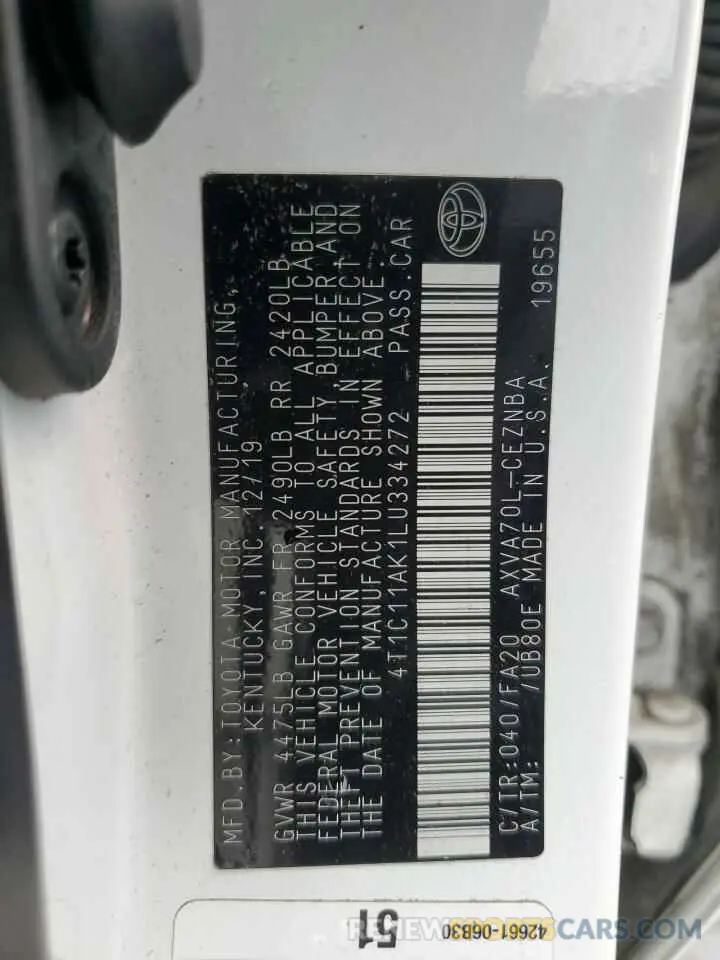 MFD.BY:TOYOTA MOTOR MANUFACTURING,
KENTUCKY,INC. 12/19
GVWR 4475LB GAWR FR 2490LB RR 2420LB
THIS VEHICLE CONFORMS TO ALL APPLICABLE
FEDERAL MOTOR VEHICLE SAFETY,BUMPER AND
THEFT PREVENTION STANDARDS IN EFFECT ON
THE DATE OF MANUFACTURE SHOWN ABOVE
4T1C11AK1LU334272 PASS.CAR
C/TR:040/FA20 AXVA70L-CEZNBA
A/TM: /UB80E MADE IN U.S.A. 19655
51
42661-06B30
RESEARCHUSCARS.COM